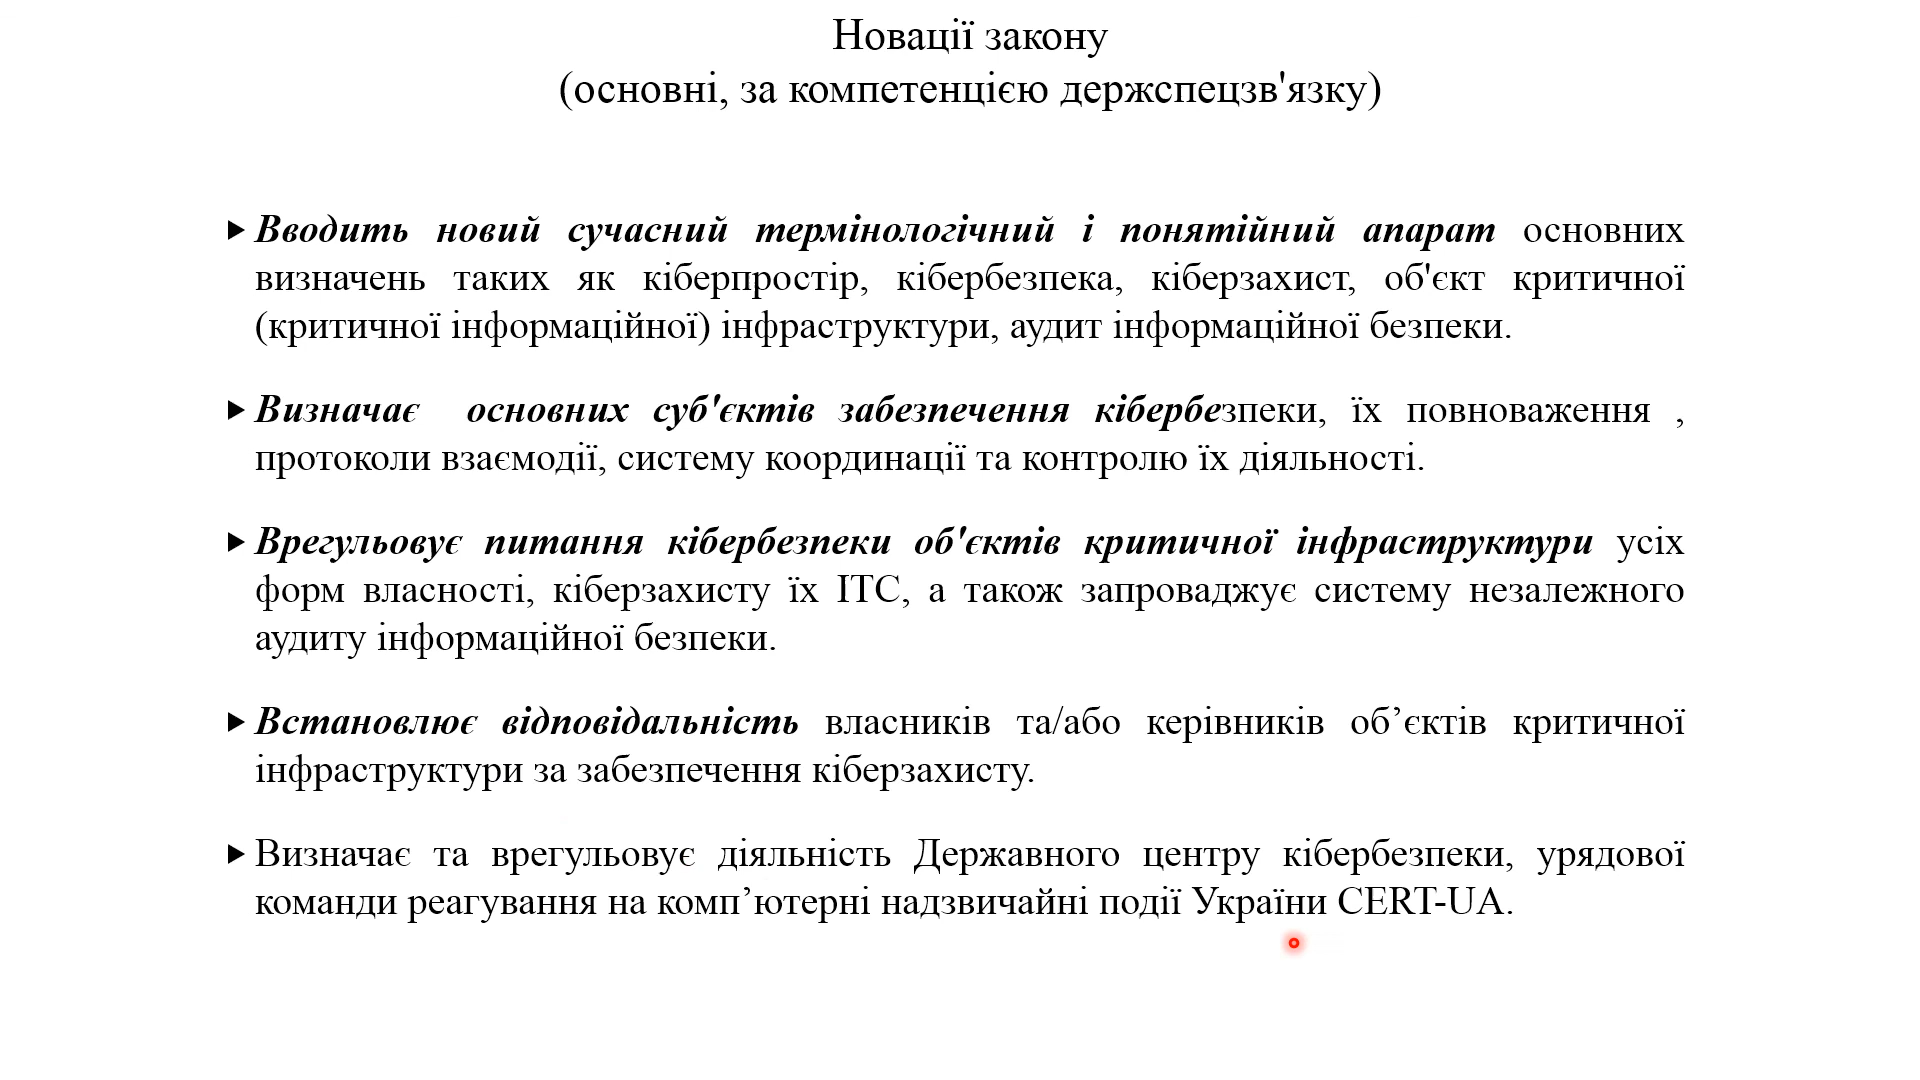 Новації закону
(основні, за компетенцією держспецзв'язку)
Вводить новий сучасний термінологічний і понятійний апарат основних
визначень таких як кіберпростір, кібербезпека, кіберзахист, об'єкт критичної
(критичної інформаційної) інфраструктури, аудит інформаційної безпеки.
Визначає основних суб'єктів забезпечення кібербезпеки, їх повноваження ,
протоколи взаємодії, систему координації та контролю їх діяльності.
Врегульовує питання кібербезпеки об'єктів критичної інфраструктури усіх
форм власності, кіберзахисту їх ІТС, а також запроваджує систему незалежного
аудиту інформаційної безпеки.
Встановлює відповідальність власників та/або керівників об’єктів критичної
інфраструктури за забезпечення кіберзахисту.
Визначає та врегульовує діяльність Державного центру кібербезпеки, урядової
команди реагування на комп’ютерні надзвичайні події України CERT-UA.